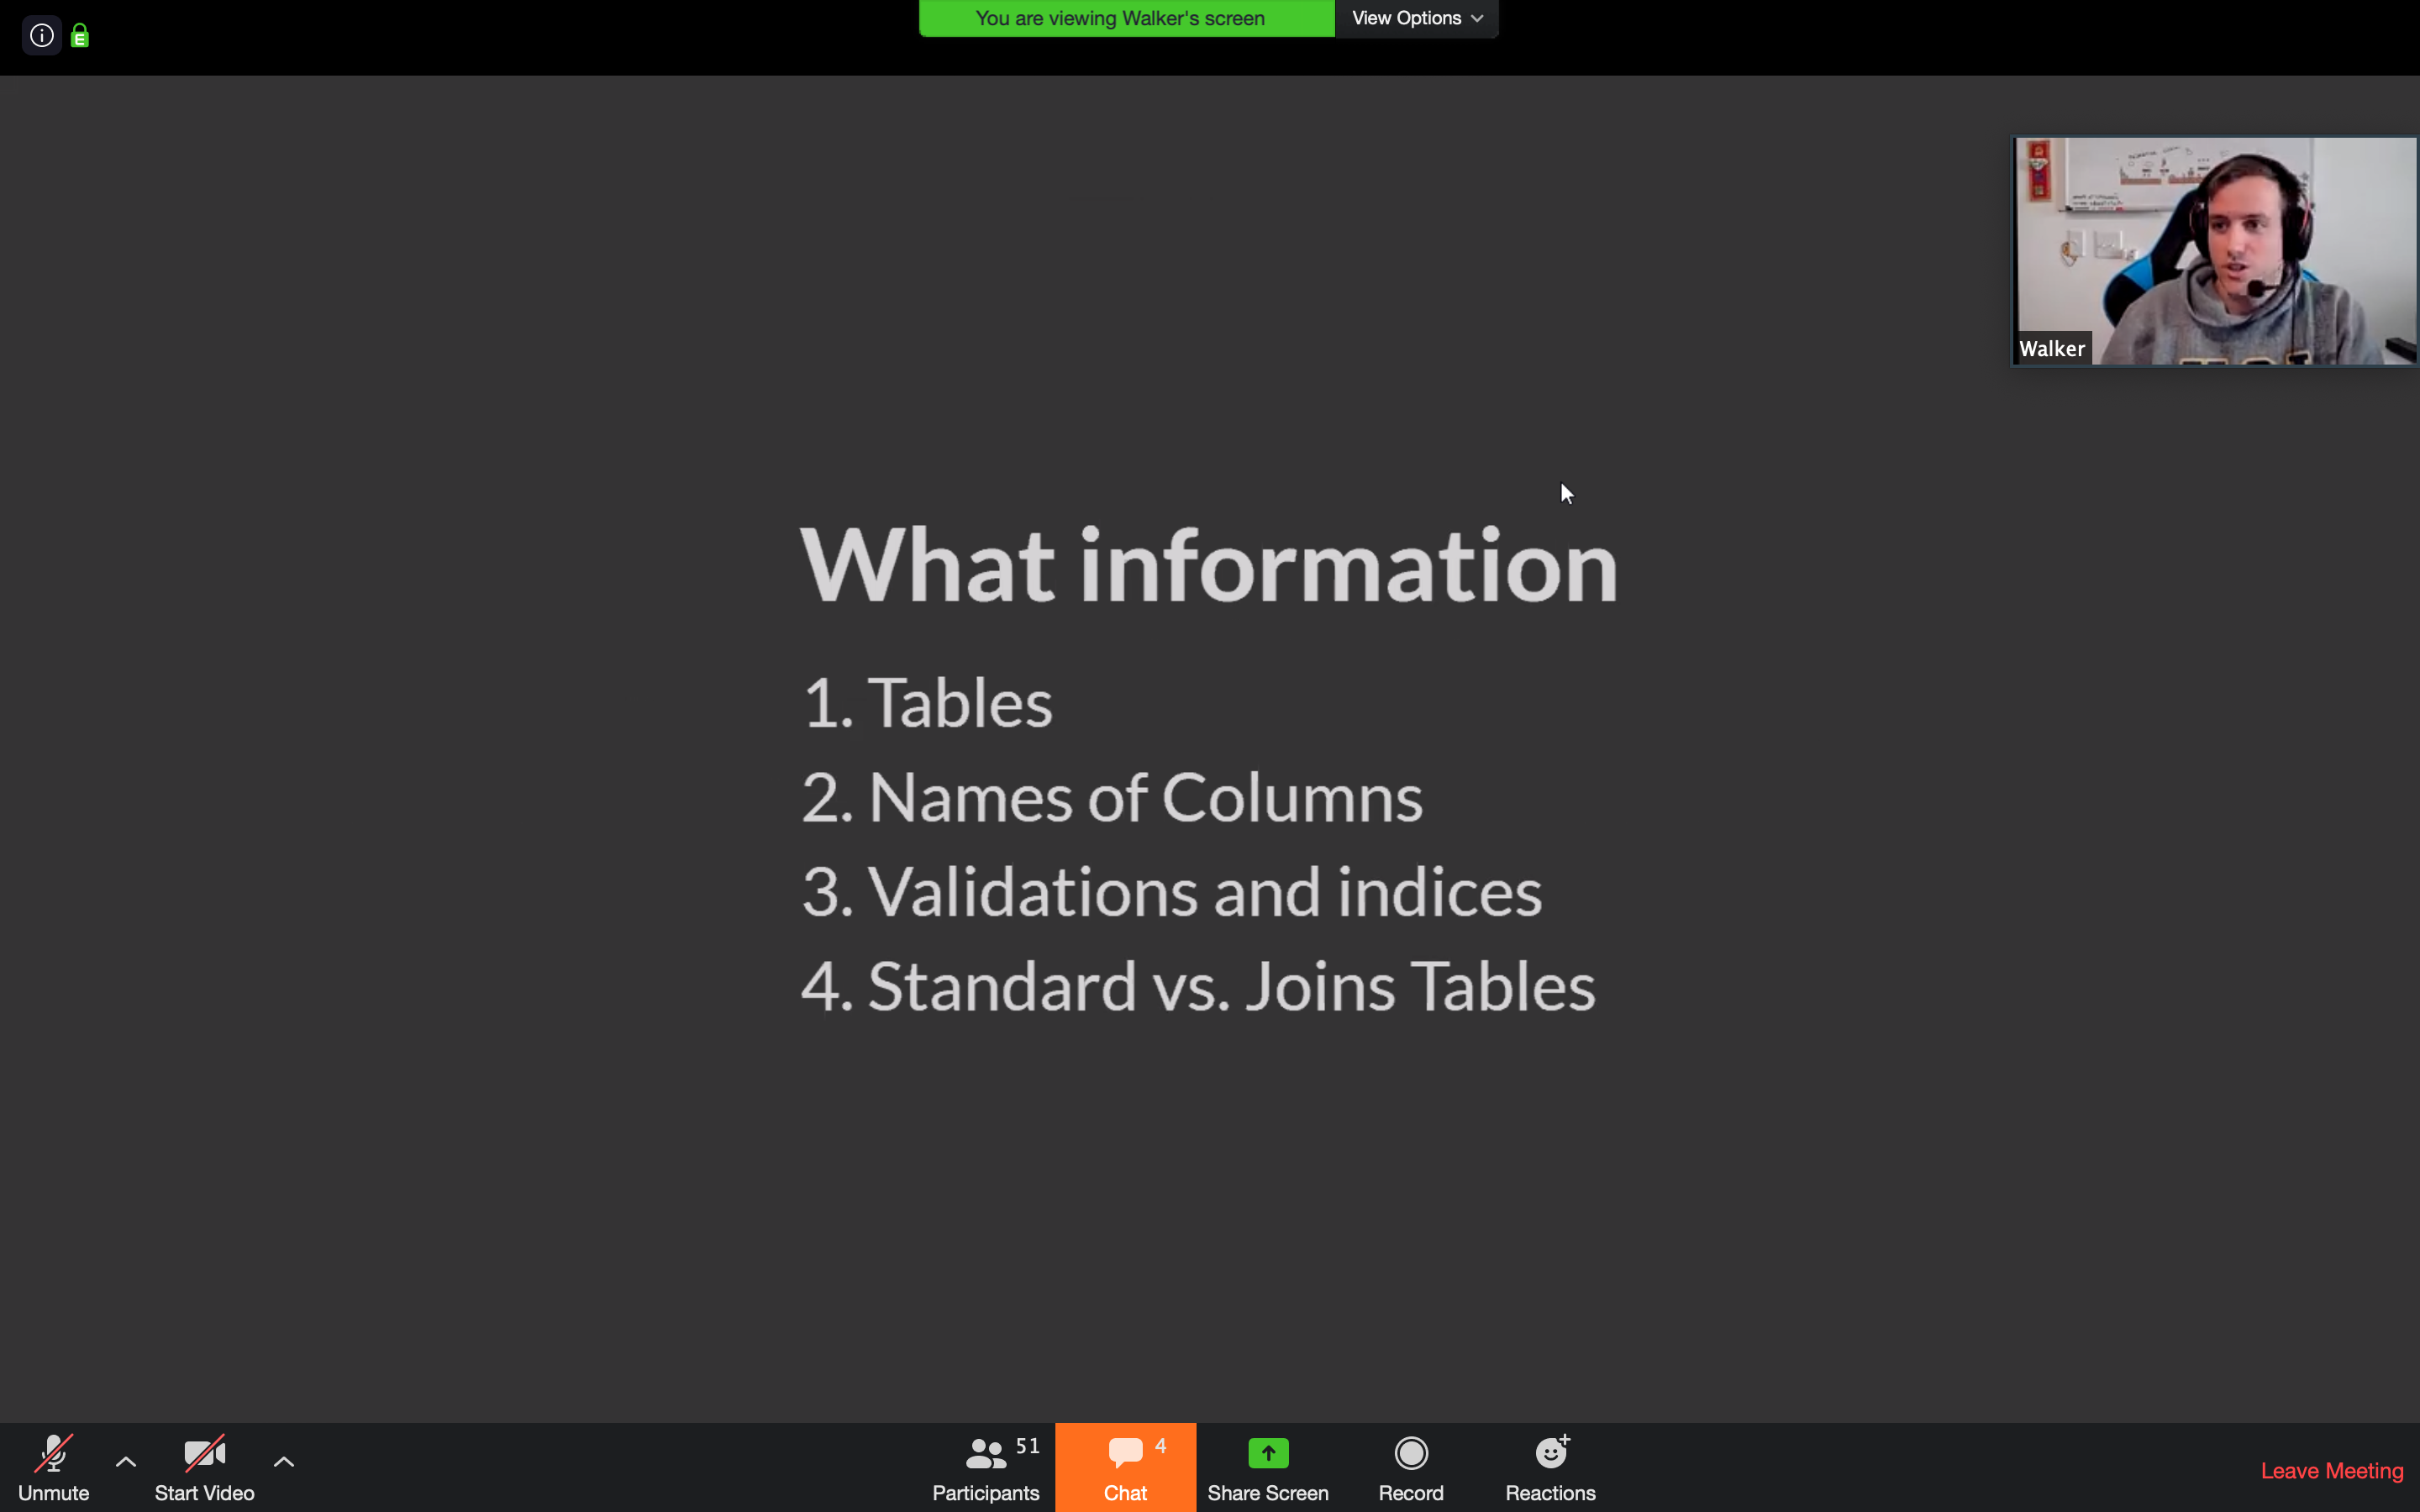 You are viewing Walker's screen
View Options
Walker
What information
1. Tables
2. Names of Columns
3. Validations and indices
4. Standard vs. Joins Tables
Unmute
Start Video
51
Participants
4
Chat
Share Screen
Record
Reactions
Leave Meeting